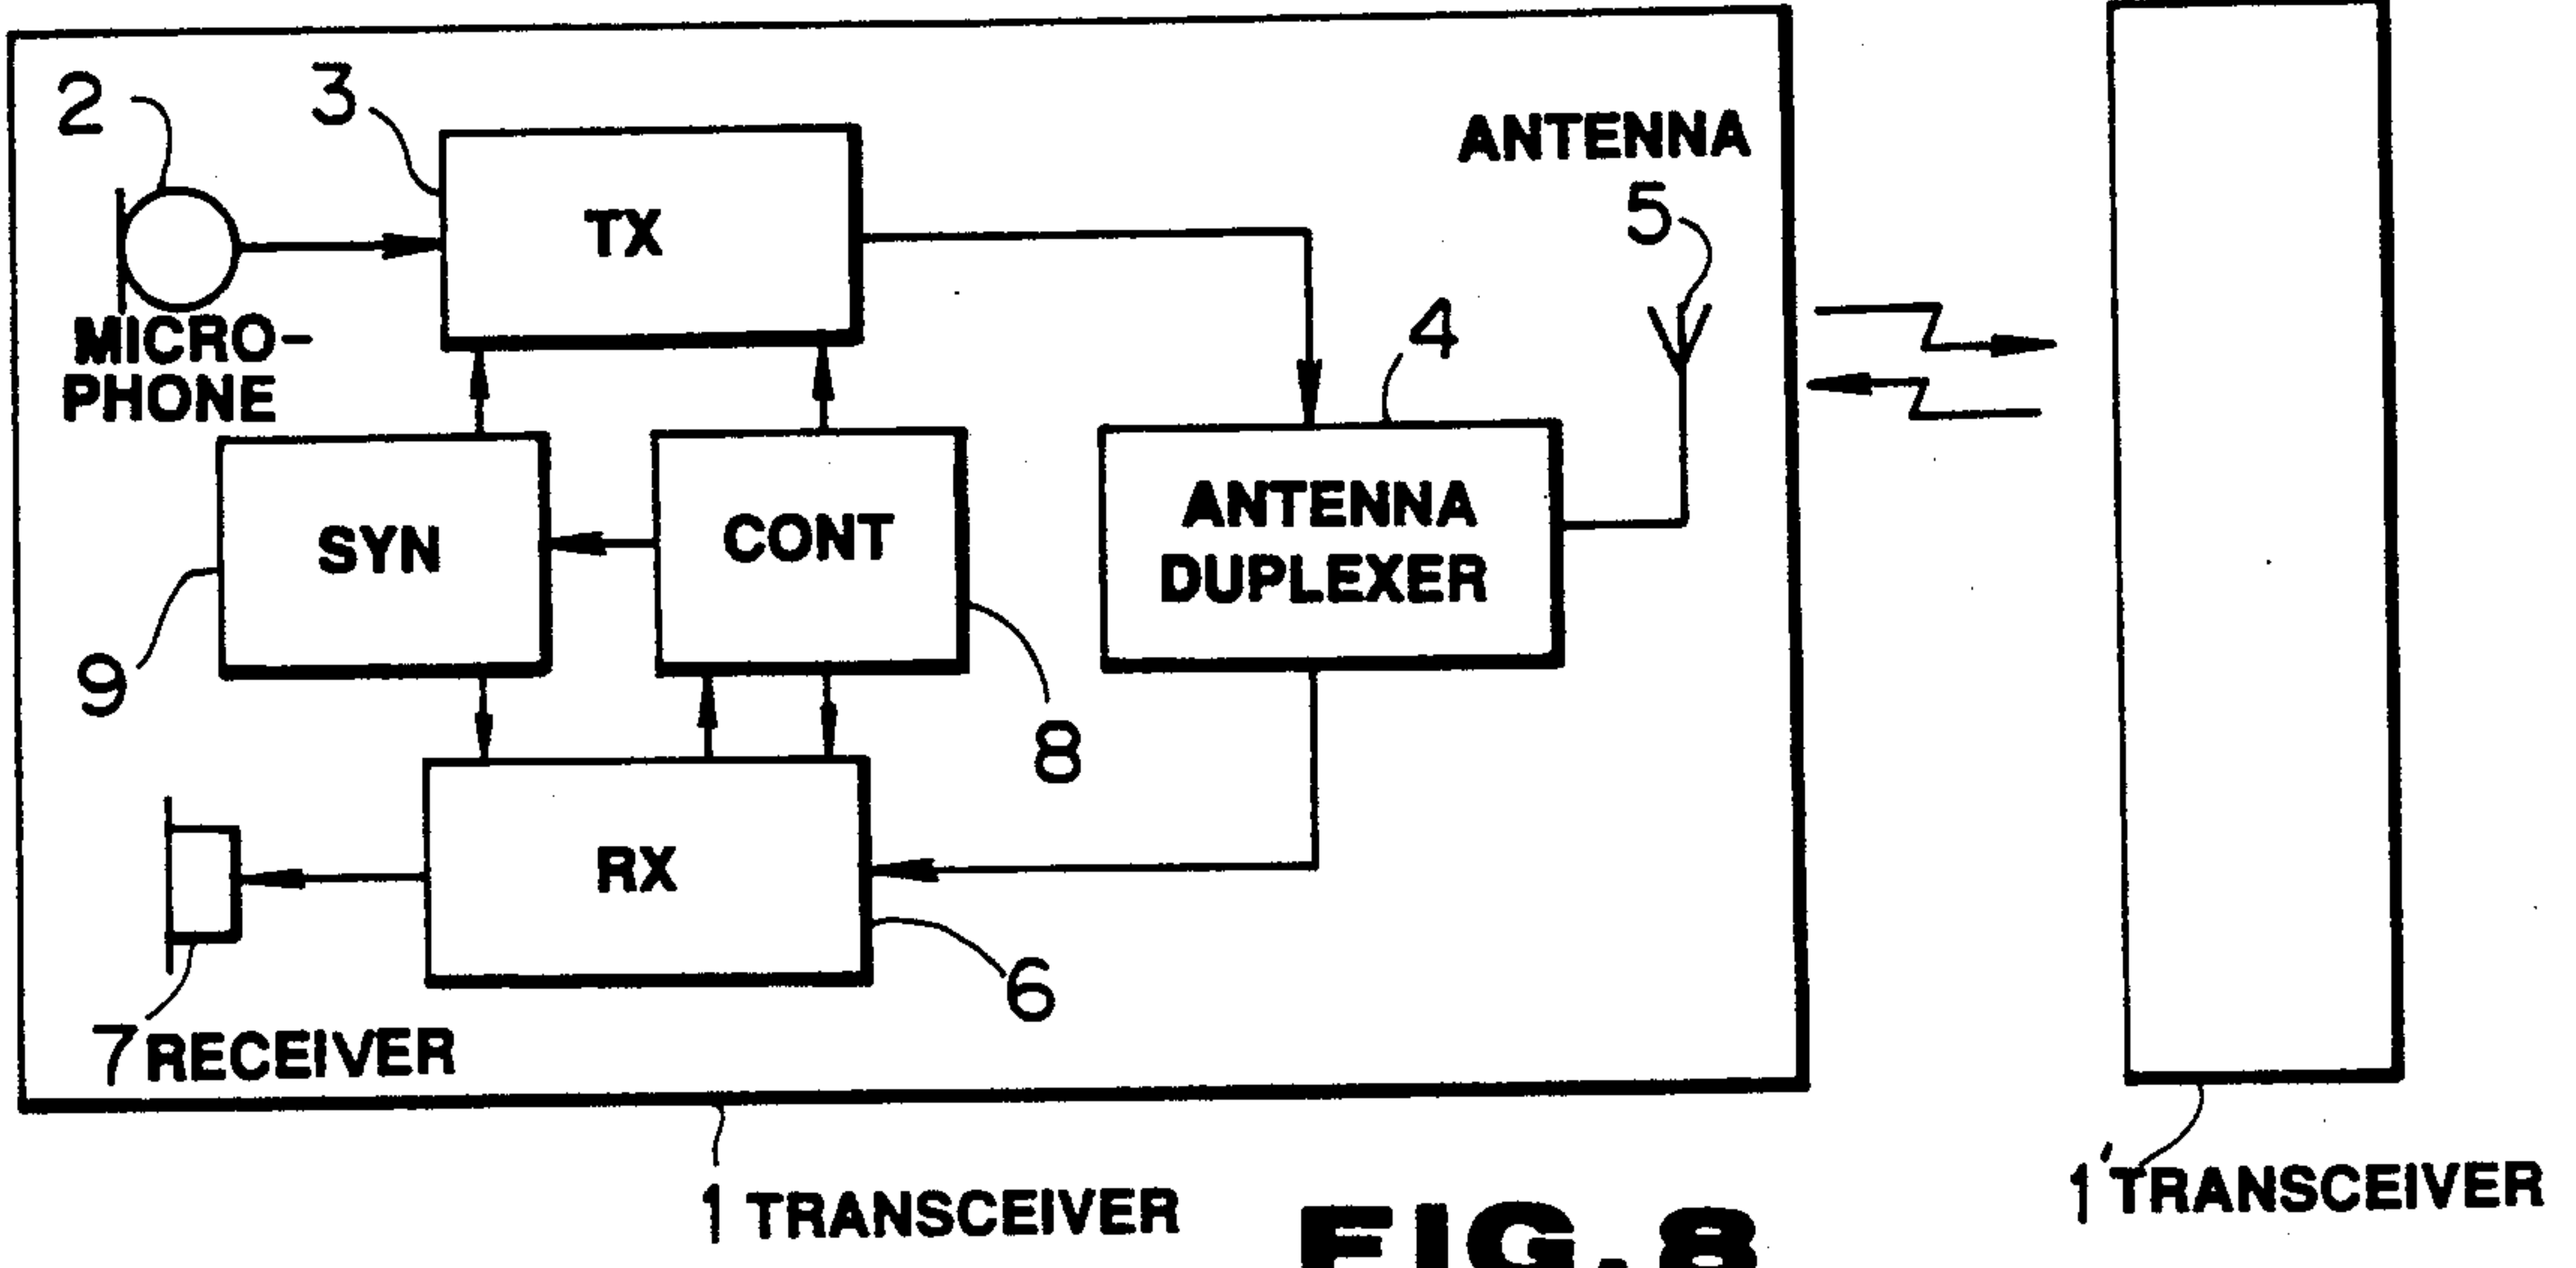 2
3
TX
ANTENNA
5
MICRO-
PHONE
4
SYN
CONT
ANTENNA
DUPLEXER
9
8
RX
6
7 RECEIVER
1 TRANSCEIVER
1' TRANSCEIVER
FIG. 8